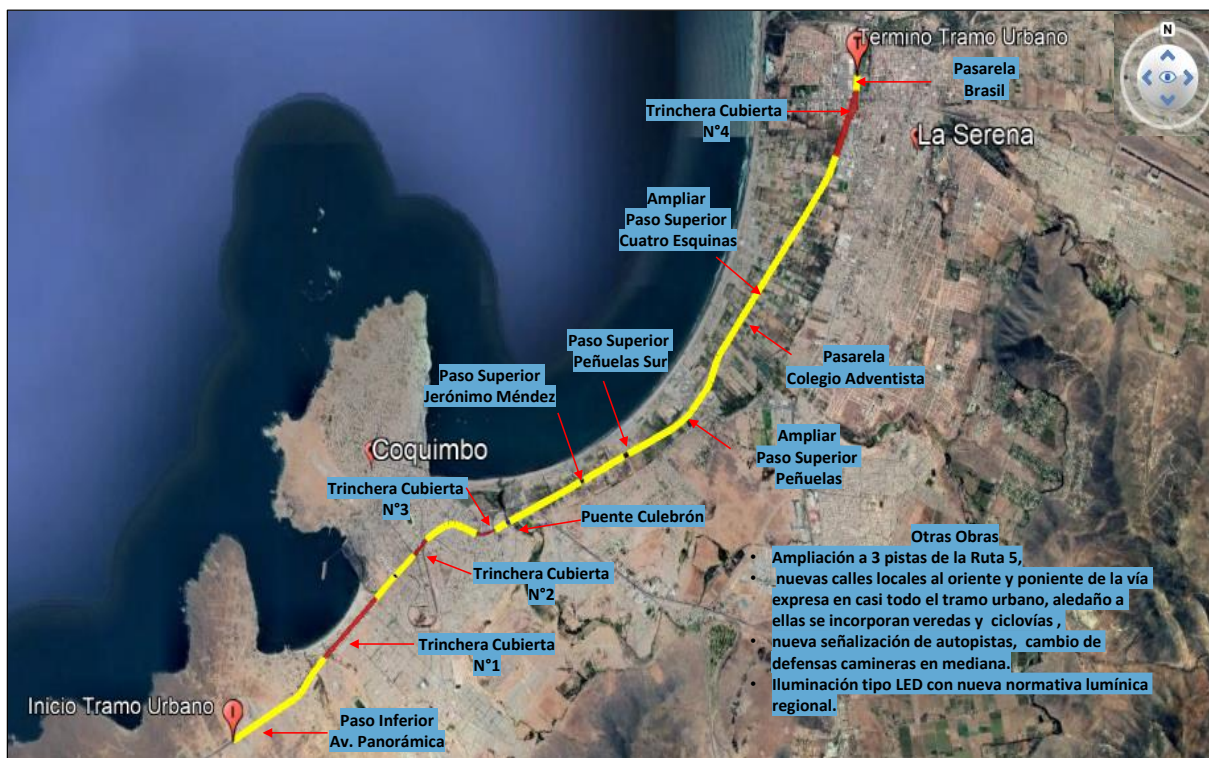 N
Termino Tramo Urbano
Pasarela
Brasil
Trinchera Cubierta
N°4
La Serena
Ampliar
Paso Superior
Cuatro Esquinas
Paso Superior
Peñuelas Sur
Pasarela
Colegio Adventista
Paso Superior
Jerónimo Méndez
Ampliar
Paso Superior
Peñuelas
Coquimbo
Trinchera Cubierta
N°3
Puente Culebrón
Trinchera Cubierta
N°2
Trinchera Cubierta
N°1
Inicio Tramo Urbano
Paso Inferior
Av. Panorámica
Otras Obras
• Ampliación a 3 pistas de la Ruta 5,
• nuevas calles locales al oriente y poniente de la vía
expresa en casi todo el tramo urbano, aledaño a
ellas se incorporan veredas y ciclovías ,
• nueva señalización de autopistas, cambio de
defensas camineras en mediana.
• Iluminación tipo LED con nueva normativa lumínica
regional.